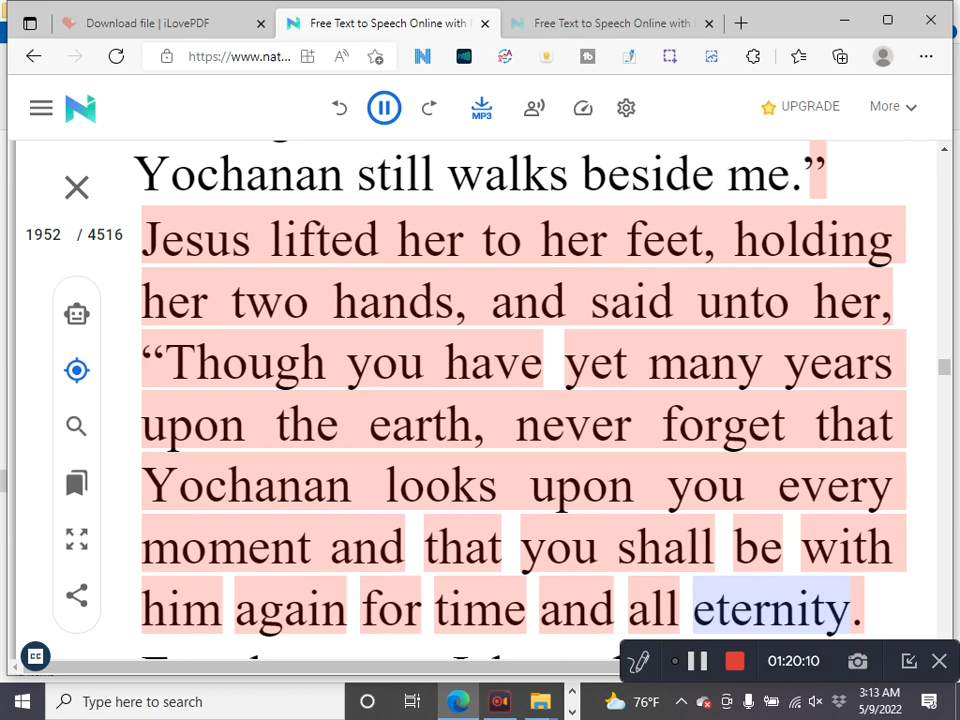 Download file | iLovePDF
Free Text to Speech Online with
Free Text to Speech Online with
https://www.nat...
UPGRADE
More
MP3
Yochanan still walks beside me.”
1952 / 4516
Jesus lifted her to her feet, holding
her two hands, and said unto her,
“Though you have yet many years
upon the earth, never forget that
Yochanan looks upon you every
moment and that you shall be with
him again for time and all eternity.
CC
01:20:10
Type here to search
76°F
3:13 AM
5/9/2022